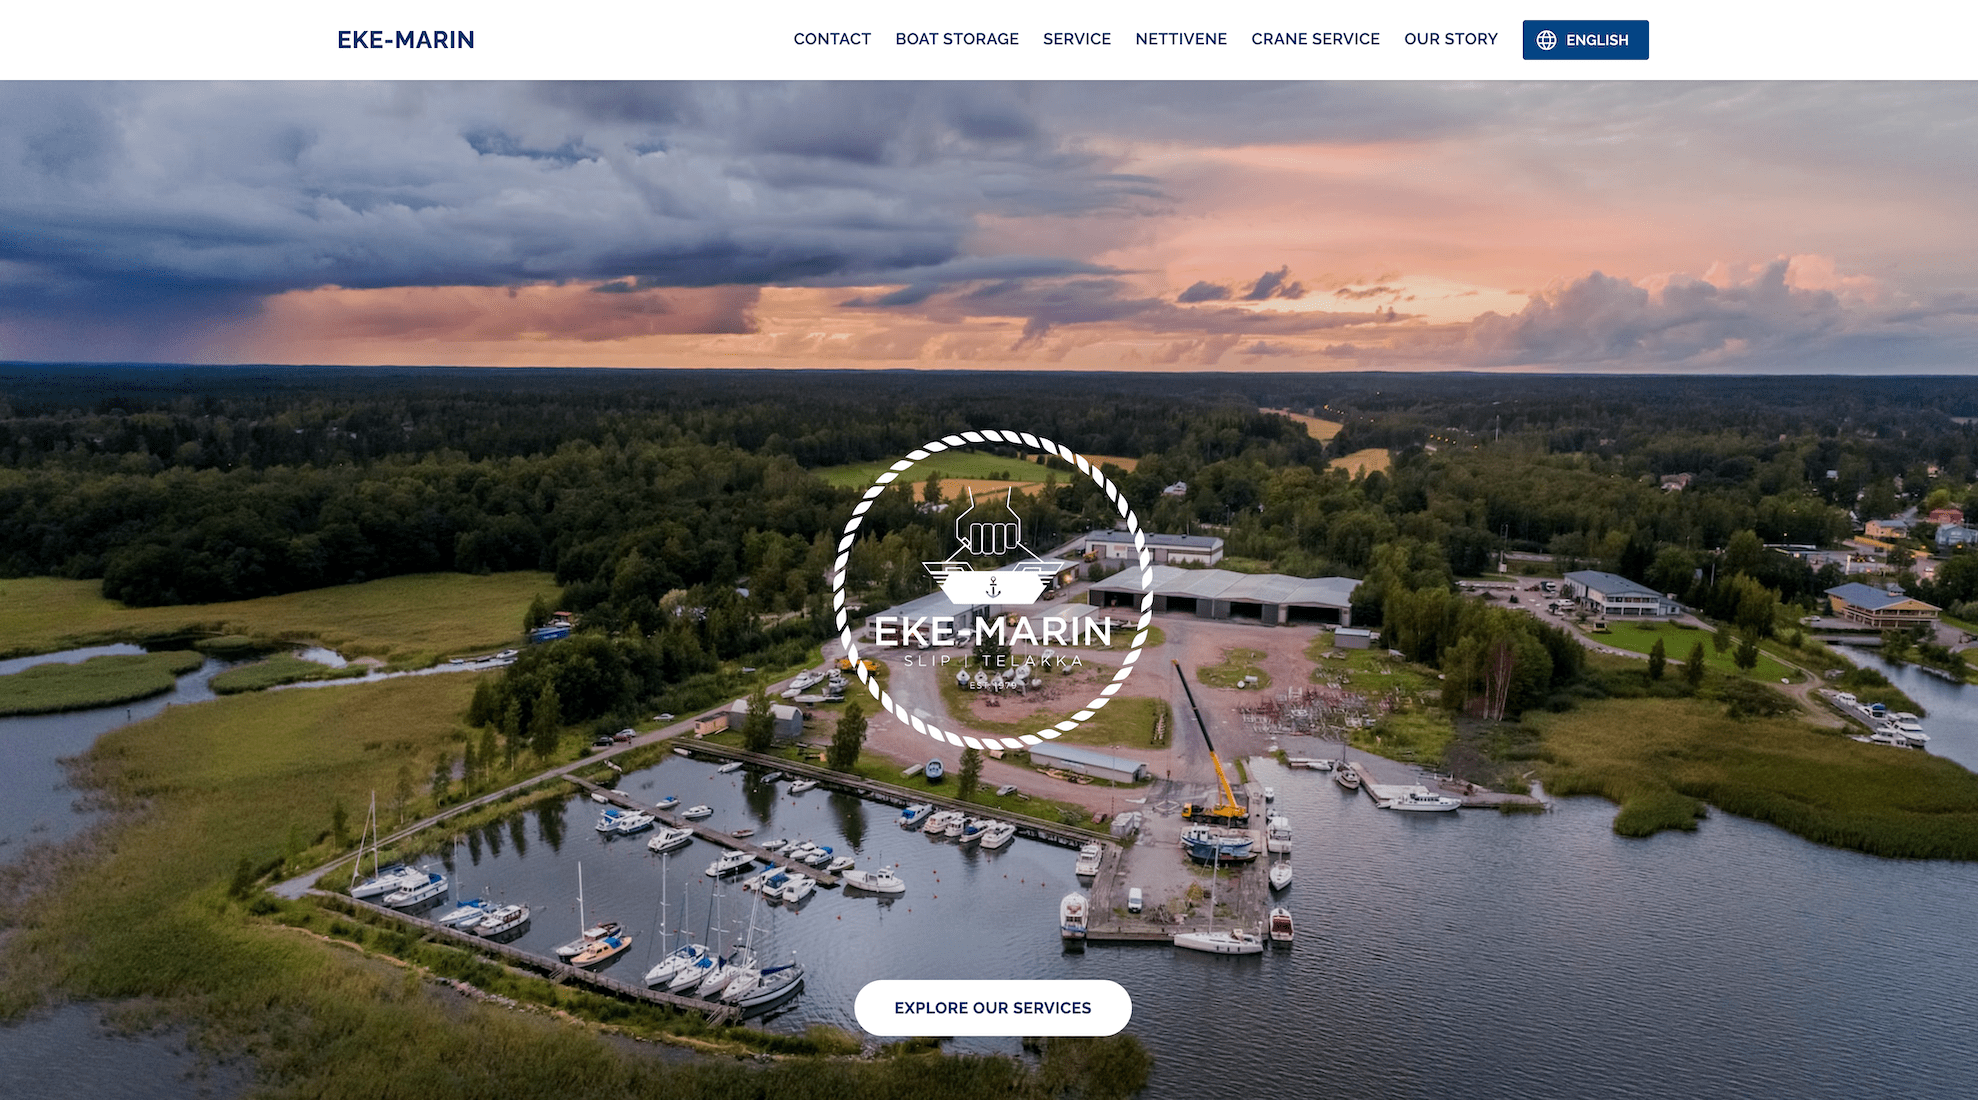 EKE-MARIN
CONTACT
BOAT STORAGE
SERVICE
NETTIVENE
CRANE SERVICE
OUR STORY
ENGLISH
EKE-MARIN
SLIP | TELAKKA
EST 1979
EXPLORE OUR SERVICES